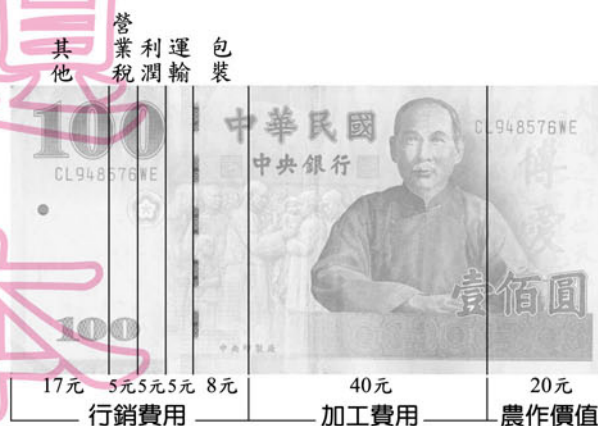 其他 營業稅 利潤 運輸 包裝
100 中華民國 CL948576WE
中央銀行
CL948576WE
壹佰圓
100
17元 5元 5元 5元 8元 40元 20元
行銷費用 加工費用 農作價值